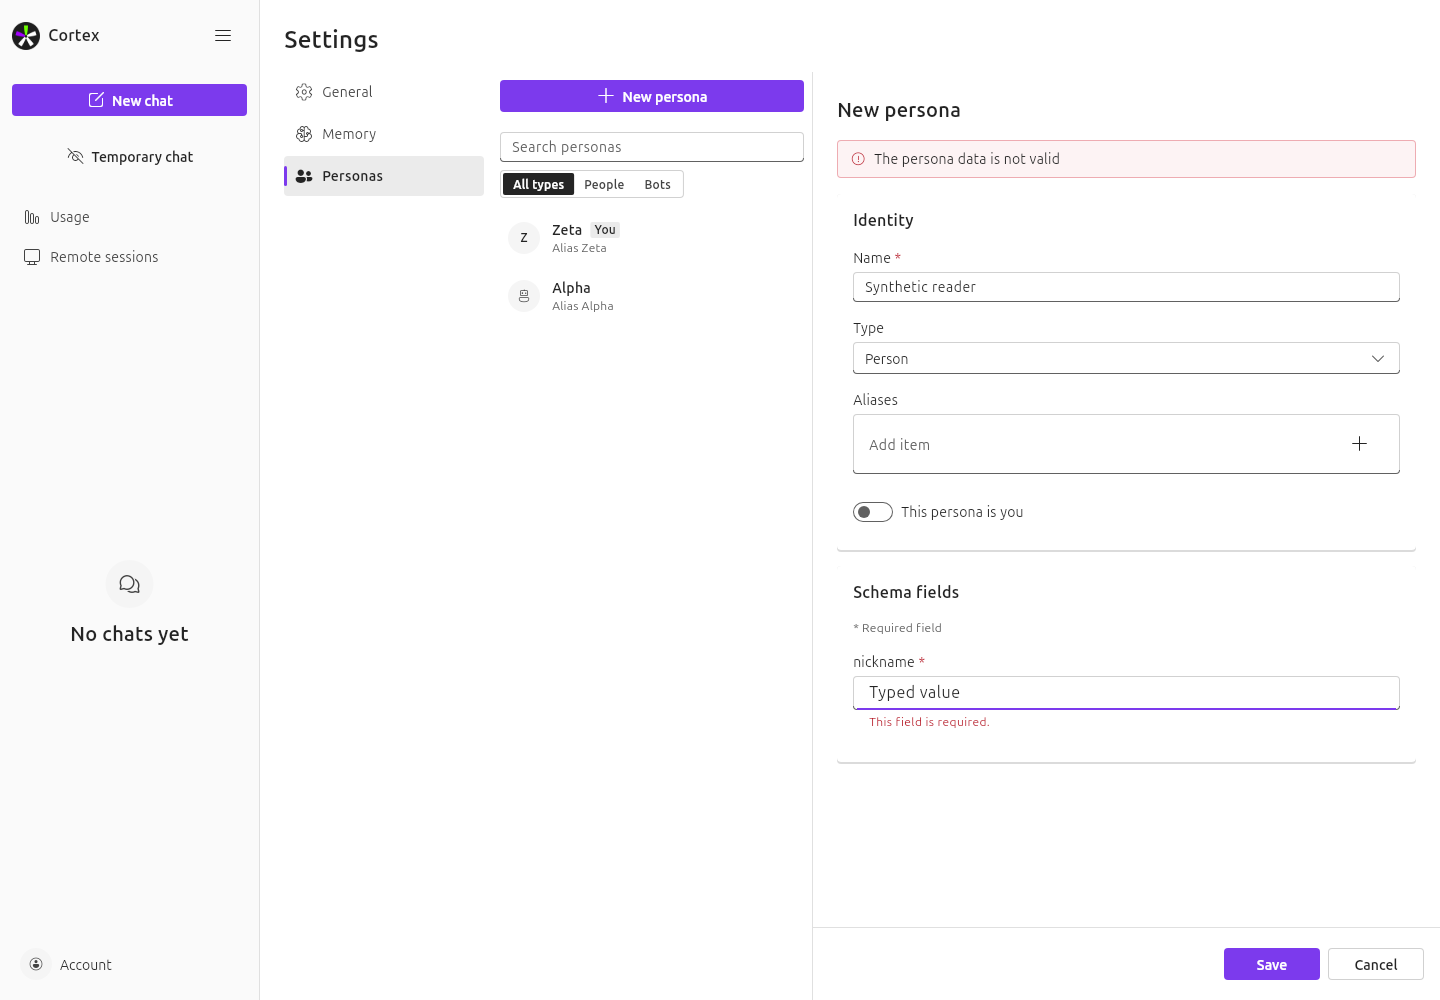 Cortex
New chat
Temporary chat
Usage
Remote sessions
No chats yet
Account
Settings
General
Memory
Personas
New persona
Search personas
All types People Bots
Z
Zeta You
Alias Zeta
Alpha
Alias Alpha
New persona
The persona data is not valid
Identity
Name *
Synthetic reader
Type
Person
Aliases
Add item
This persona is you
Schema fields
* Required field
nickname *
Typed value
This field is required.
Save Cancel